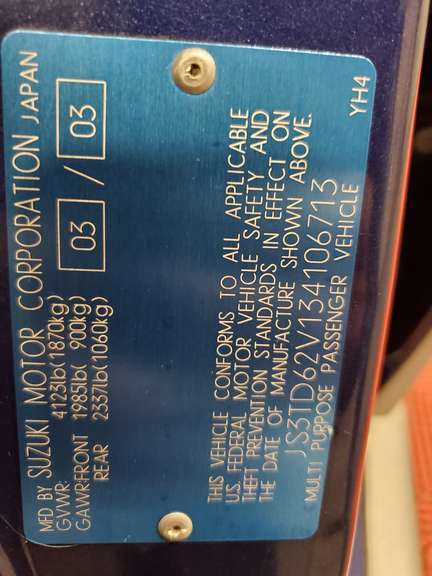 MFD BY SUZUKI MOTOR CORPORATION JAPAN
GVWR: 4123lb(1870kg) 03 / 03
GAWR:FRONT 1985lb( 900kg)
REAR 2337lb(1060kg)
THIS VEHICLE CONFORMS TO ALL APPLICABLE
U.S. FEDERAL MOTOR VEHICLE SAFETY AND
THEFT PREVENTION STANDARDS IN EFFECT ON
THE DATE OF MANUFACTURE SHOWN ABOVE.
JS3TD62V134106713
MULTI PURPOSE PASSENGER VEHICLE YH4